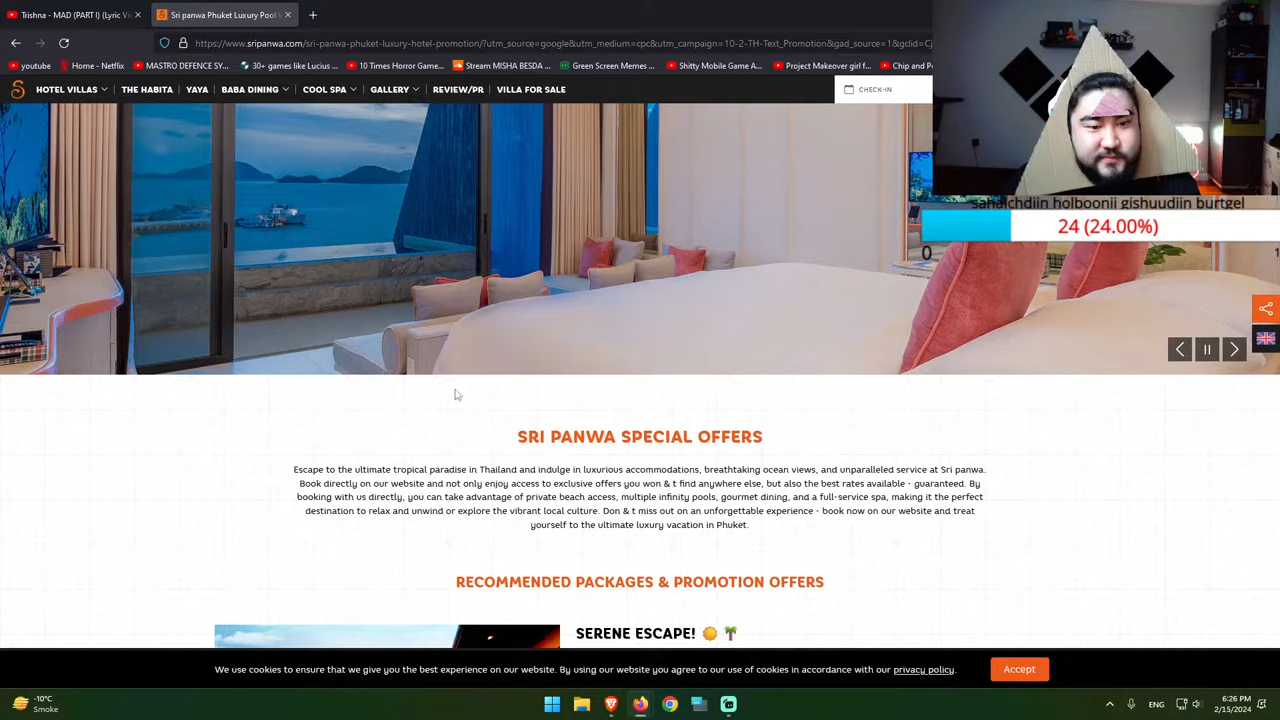 Trishna - MAD (PART I) (Lyric Vi
Sri panwa Phuket Luxury Pool
https://www.sripanwa.com/sri-panwa-phuket-luxury-hotel-promotion/?utm_source=google&utm_medium=cpc&utm_campaign=10-2-TH-Text_Promotion&gad_source=1&gclid=Cj
youtube
Home - Netflix
MASTRO DEFENCE SY...
30+ games like Lucius ...
10 Times Horror Game...
Stream MISHA BESDA ...
Green Screen Memes ...
Shitty Mobile Game A...
Project Makeover girl f...
Chip and Po
HOTEL VILLAS
THE HABITA
YAYA
BABA DINING
COOL SPA
GALLERY
REVIEW/PR
VILLA FOR SALE
CHECK-IN
sanalchdiin holboonii gishuudiin burtgel
24 (24.00%)
0
1
SRI PANWA SPECIAL OFFERS
Escape to the ultimate tropical paradise in Thailand and indulge in luxurious accommodations, breathtaking ocean views, and unparalleled service at Sri panwa.
Book directly on our website and not only enjoy access to exclusive offers you won & t find anywhere else, but also the best rates available - guaranteed. By
booking with us directly, you can take advantage of private beach access, multiple infinity pools, gourmet dining, and a full-service spa, making it the perfect
destination to relax and unwind or explore the vibrant local culture. Don & t miss out on an unforgettable experience - book now on our website and treat
yourself to the ultimate luxury vacation in Phuket.
RECOMMENDED PACKAGES & PROMOTION OFFERS
SERENE ESCAPE! ☀️ 🌴
We use cookies to ensure that we give you the best experience on our website. By using our website you agree to our use of cookies in accordance with our privacy policy.
Accept
-10°C
Smoke
ENG
6:26 PM
2/15/2024